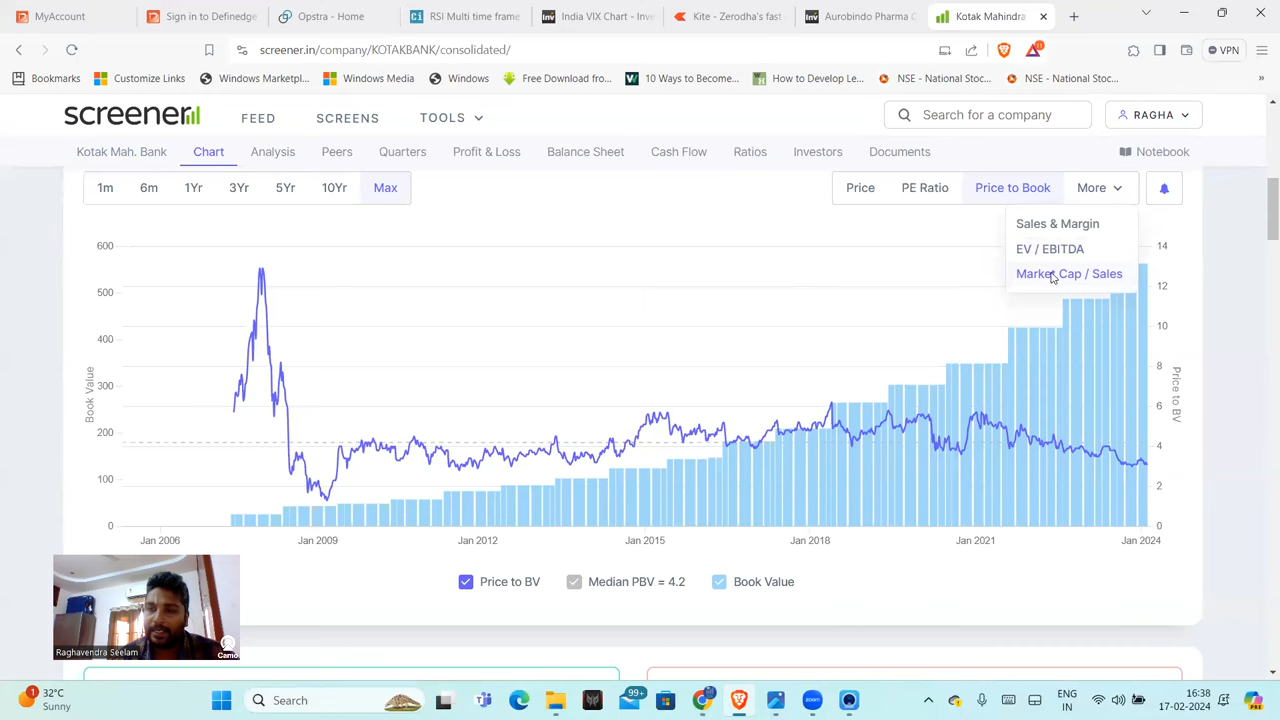 MyAccount
Sign in to Definedge
Opstra - Home
RSI Multi time frame
India VIX Chart - Inve
Kite - Zerodha's fast
Aurobindo Pharma C
Kotak Mahindra
screener.in/company/KOTAKBANK/consolidated/
VPN
Bookmarks
Customize Links
Windows Marketpl...
Windows Media
Windows
Free Download fro...
10 Ways to Become...
How to Develop Le...
NSE - National Stoc...
NSE - National Stoc...
screener
FEED
SCREENS
TOOLS
Search for a company
RAGHA
Kotak Mah. Bank
Chart
Analysis
Peers
Quarters
Profit & Loss
Balance Sheet
Cash Flow
Ratios
Investors
Documents
Notebook
1m
6m
1Yr
3Yr
5Yr
10Yr
Max
Price
PE Ratio
Price to Book
More
Sales & Margin
EV / EBITDA
Market Cap / Sales
600
500
400
300
200
100
0
Book Value
14
12
10
8
6
4
2
0
Price to BV
Jan 2006
Jan 2009
Jan 2012
Jan 2015
Jan 2018
Jan 2021
Jan 2024
Price to BV
Median PBV = 4.2
Book Value
Raghavendra Seelam
Camo
1
32°C
Sunny
Search
99+
ENG
IN
16:38
17-02-2024